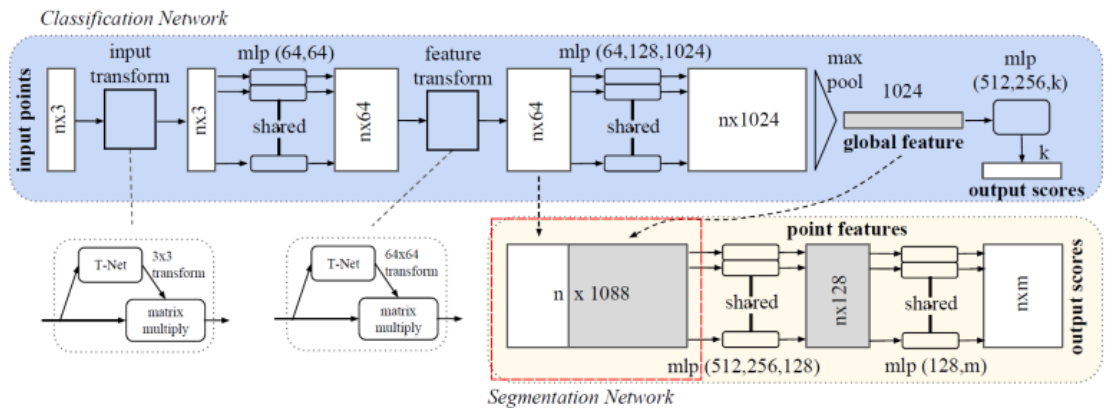 Classification Network
input points
nx3
input
transform
nx3
mlp (64,64)
shared
nx64
feature
transform
nx64
mlp (64,128,1024)
shared
nx1024
max
pool
1024
global feature
mlp
(512,256,k)
k
output scores
T-Net
3x3
transform
matrix
multiply
T-Net
64x64
transform
matrix
multiply
point features
n x 1088
shared
mlp (512,256,128)
nx128
shared
mlp (128,m)
nxm
output scores
Segmentation Network